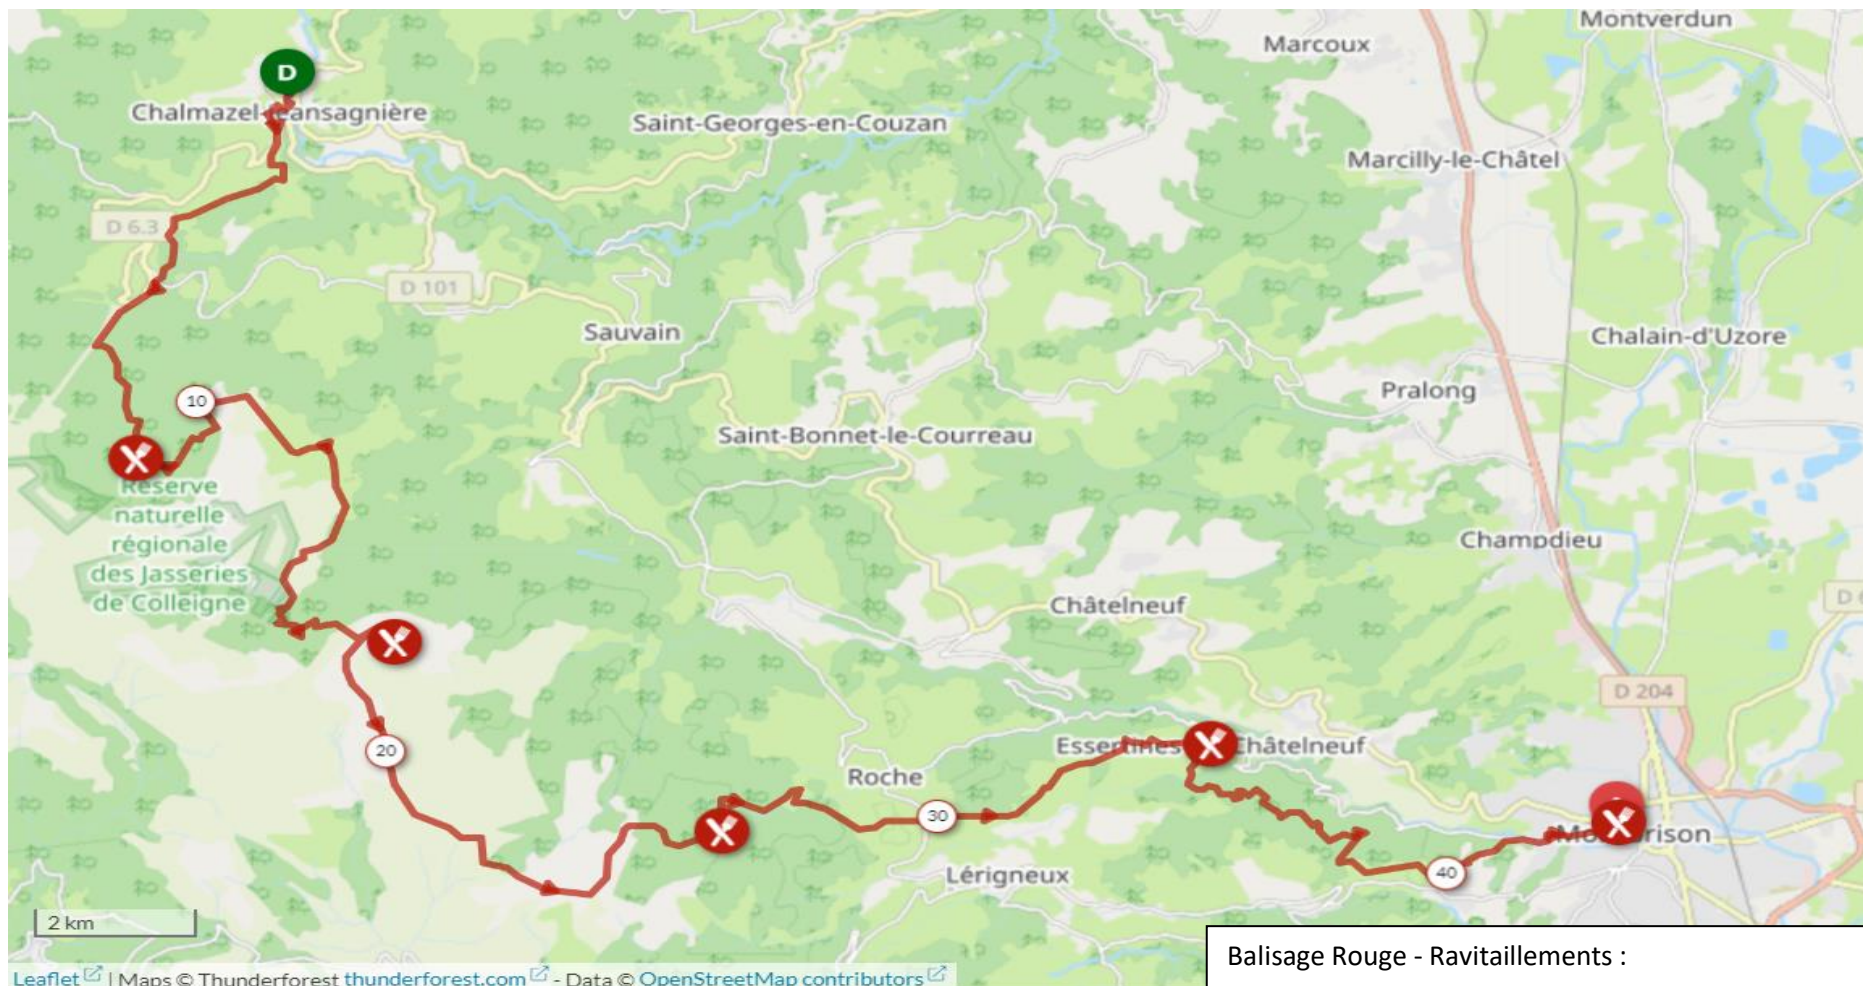 Montverdun
Marcoux
D
Chalmazel-Jeansagnière
Saint-Georges-en-Couzan
Marcilly-le-Châtel
D 6.3
D 101
Sauvain
Chalain-d'Uzore
Pralong
10
Saint-Bonnet-le-Courreau
Réserve
naturelle
régionale
des Jasseries
de Colleigne
Champdieu
Châtelneuf
D 204
20
Essertines Châtelneuf
Roche
30
Lérigneux
40
2 km
Leaflet | Maps © Thunderforest thunderforest.com - Data © OpenStreetMap contributors
Balisage Rouge - Ravitaillements :